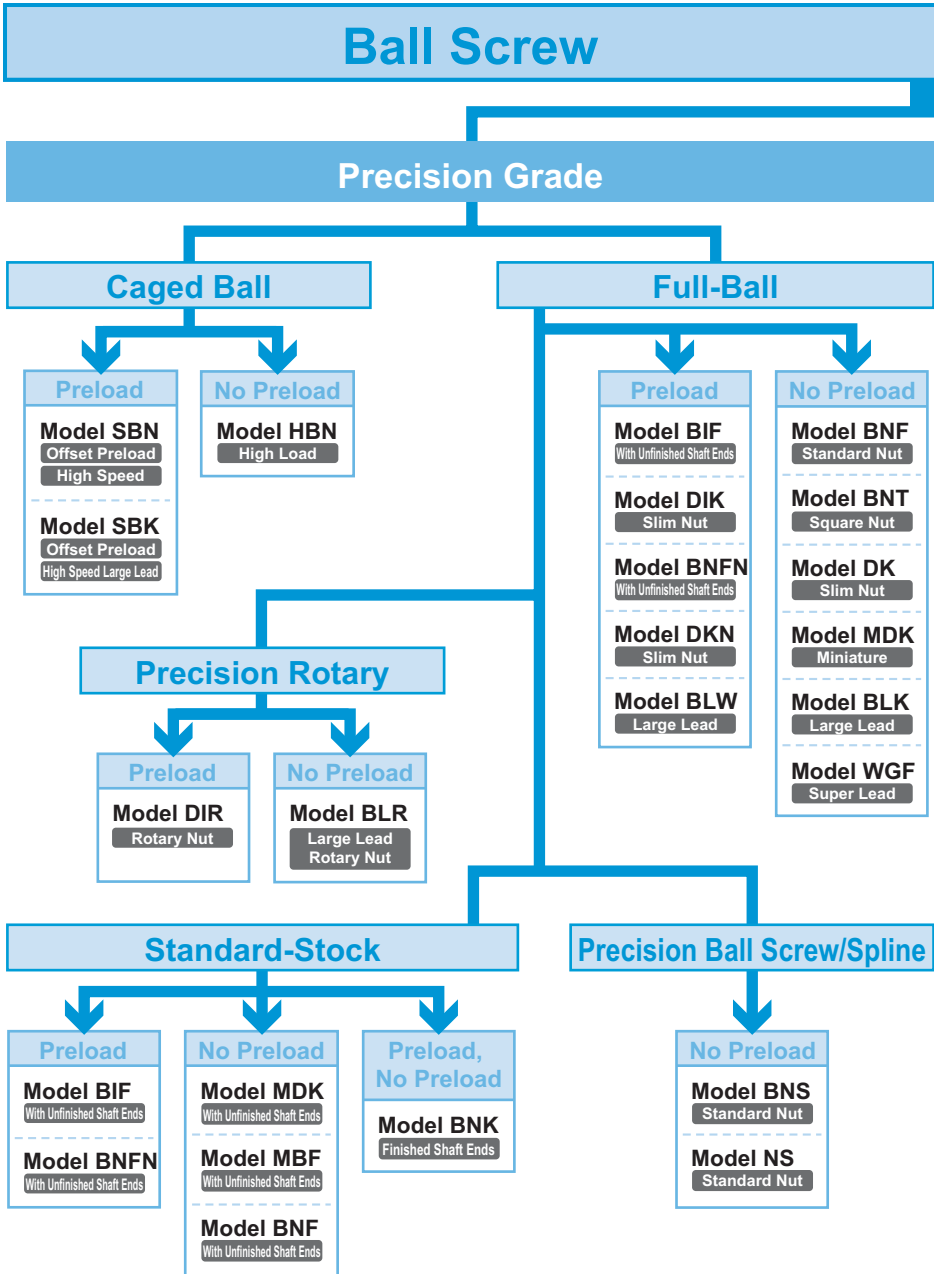 Ball Screw
Precision Grade
Caged Ball
Full-Ball
Preload
Model SBN
Offset Preload
High Speed
Model SBK
Offset Preload
High Speed Large Lead
No Preload
Model HBN
High Load
Preload
Model BIF
With Unfinished Shaft Ends
Model DIK
Slim Nut
Model BNFN
With Unfinished Shaft Ends
Model DKN
Slim Nut
Model BLW
Large Lead
No Preload
Model BNF
Standard Nut
Model BNT
Square Nut
Model DK
Slim Nut
Model MDK
Miniature
Model BLK
Large Lead
Model WGF
Super Lead
Precision Rotary
Preload
Model DIR
Rotary Nut
No Preload
Model BLR
Large Lead
Rotary Nut
Standard-Stock
Precision Ball Screw/Spline
Preload
Model BIF
With Unfinished Shaft Ends
Model BNFN
With Unfinished Shaft Ends
No Preload
Model MDK
With Unfinished Shaft Ends
Model MBF
With Unfinished Shaft Ends
Model BNF
With Unfinished Shaft Ends
Preload,
No Preload
Model BNK
Finished Shaft Ends
No Preload
Model BNS
Standard Nut
Model NS
Standard Nut